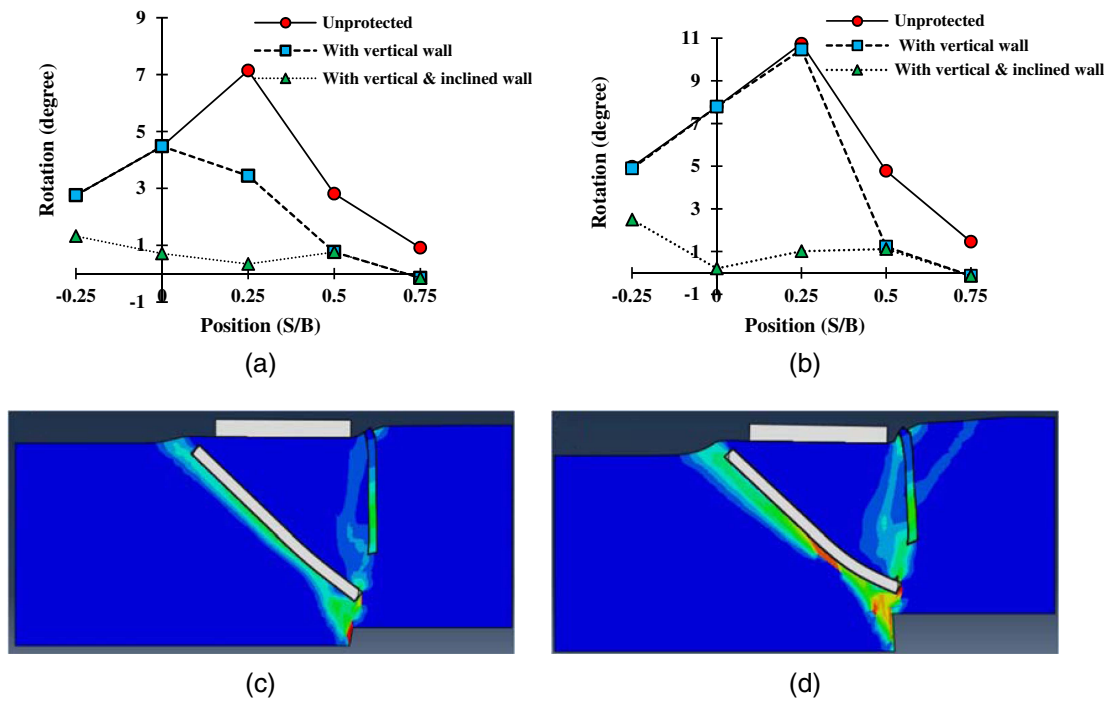 9
7
5
3
1
-1
Rotation (degree)
-0.25 0 0.25 0.5 0.75
Position (S/B)
Unprotected
With vertical wall
With vertical & inclined wall
(a)
11
9
7
5
3
1
-1
Rotation (degree)
-0.25 0 0.25 0.5 0.75
Position (S/B)
Unprotected
With vertical wall
With vertical & inclined wall
(b)
(c)
(d)